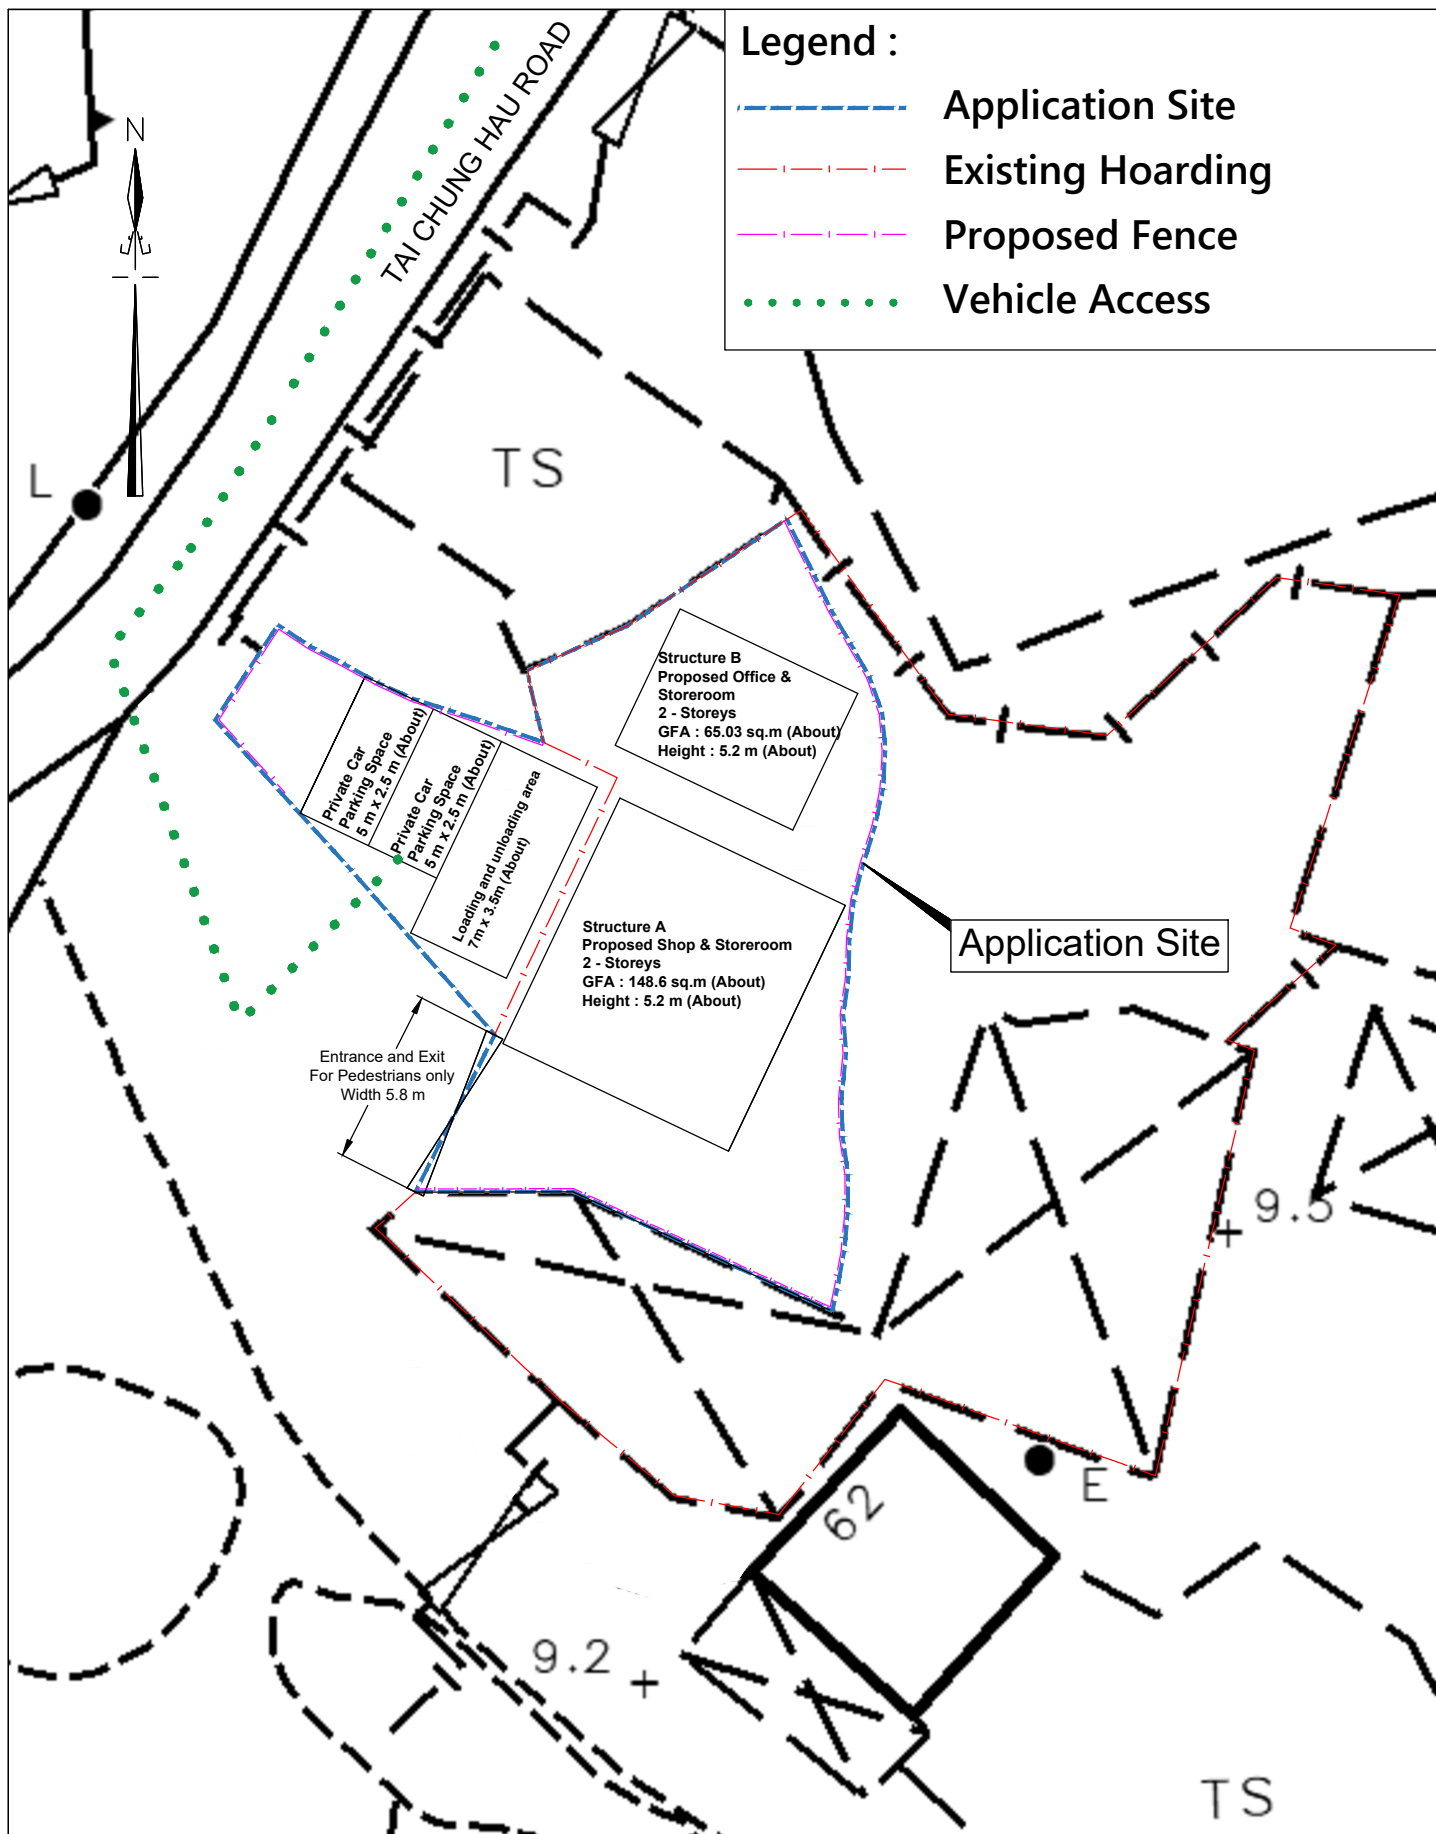 Legend :
Application Site
Existing Hoarding
Proposed Fence
Vehicle Access
TAI CHUNG HAU ROAD
N
L
TS
Structure B
Proposed Office &
Storeroom
2 - Storeys
GFA : 65.03 sq.m (About)
Height : 5.2 m (About)
Private Car
Parking Space
5 m x 2.5 m (About)
Private Car
Parking Space
5 m x 2.5 m (About)
Loading and unloading area
7m x 3.5m (About)
Structure A
Proposed Shop & Storeroom
2 - Storeys
GFA : 148.6 sq.m (About)
Height : 5.2 m (About)
Application Site
Entrance and Exit
For Pedestrians only
Width 5.8 m
9.5
E
62
9.2
TS